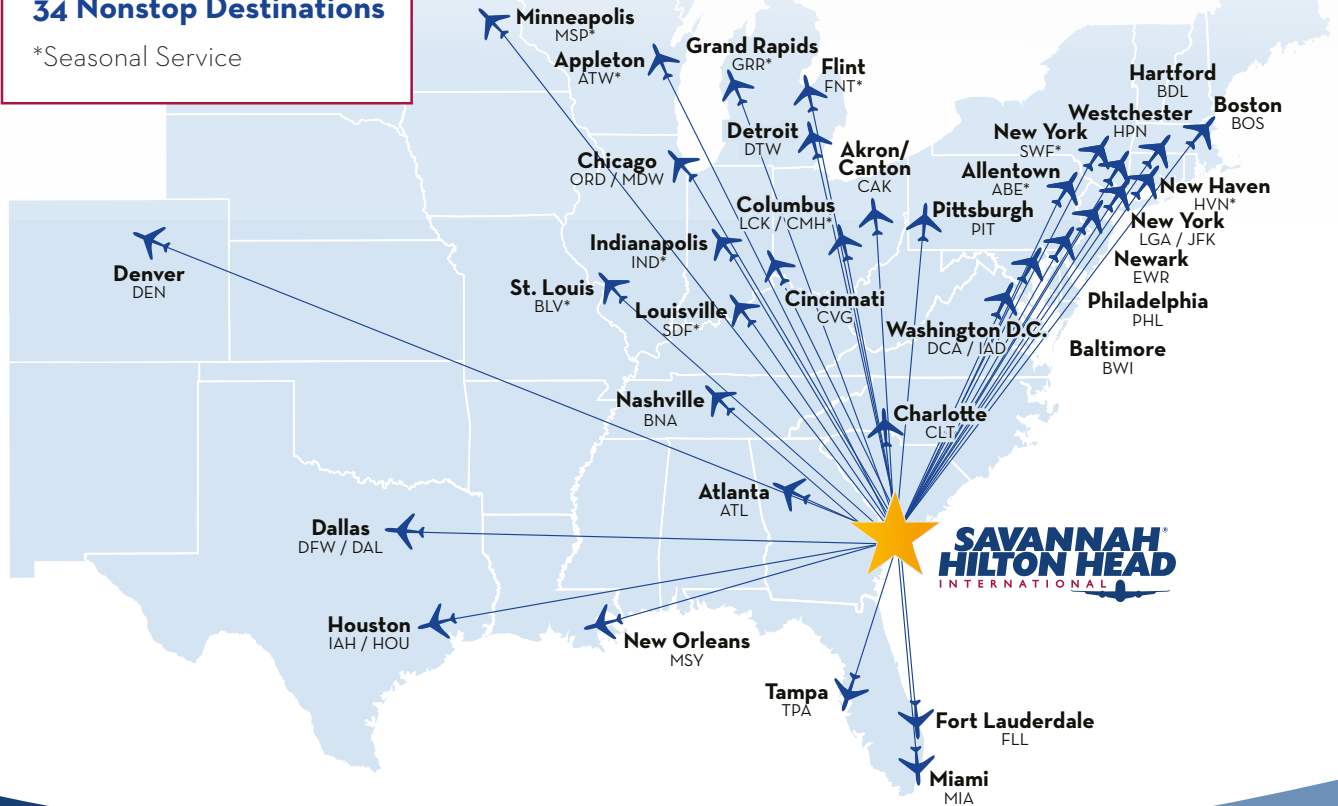 34 Nonstop Destinations
*Seasonal Service
Minneapolis
MSP*
Appleton
ATW*
Grand Rapids
GRR*
Flint
FNT*
Detroit
DTW
Chicago
ORD / MDW
Akron/
Canton
CAK
Columbus
LCK / CMH*
Pittsburgh
PIT
Hartford
BDL
Westchester
HPN
Boston
BOS
New York
SWF*
Allentown
ABE*
New Haven
HVN*
New York
LGA / JFK
Newark
EWR
Philadelphia
PHL
Baltimore
BWI
Washington D.C.
DCA / IAD
Indianapolis
IND*
Cincinnati
CVG
St. Louis
BLV*
Louisville
SDF*
Denver
DEN
Nashville
BNA
Charlotte
CLT
Atlanta
ATL
Dallas
DFW / DAL
Houston
IAH / HOU
New Orleans
MSY
Tampa
TPA
Fort Lauderdale
FLL
Miami
MIA
SAVANNAH®
HILTON HEAD
INTERNATIONAL